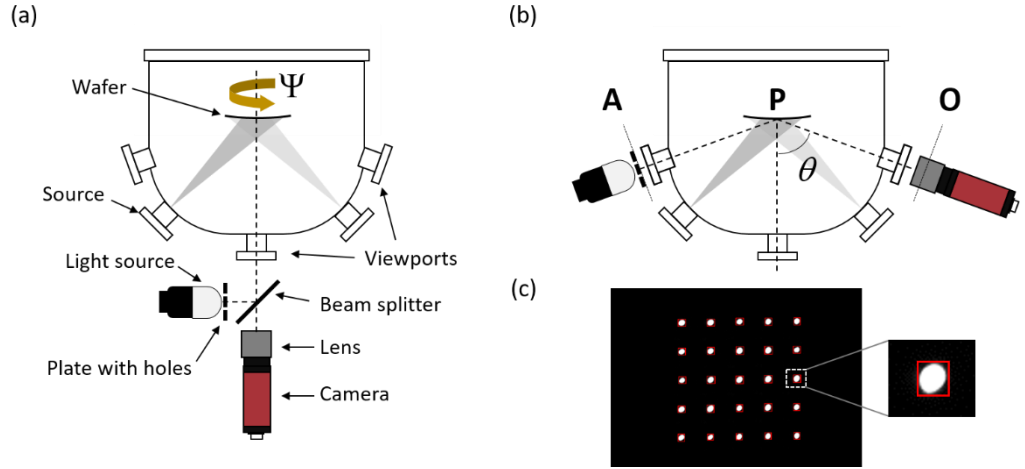 (a)
Wafer
Ψ
Source
Light source
Viewports
Beam splitter
Plate with holes
Lens
Camera
(b)
A
P
O
θ
(c)